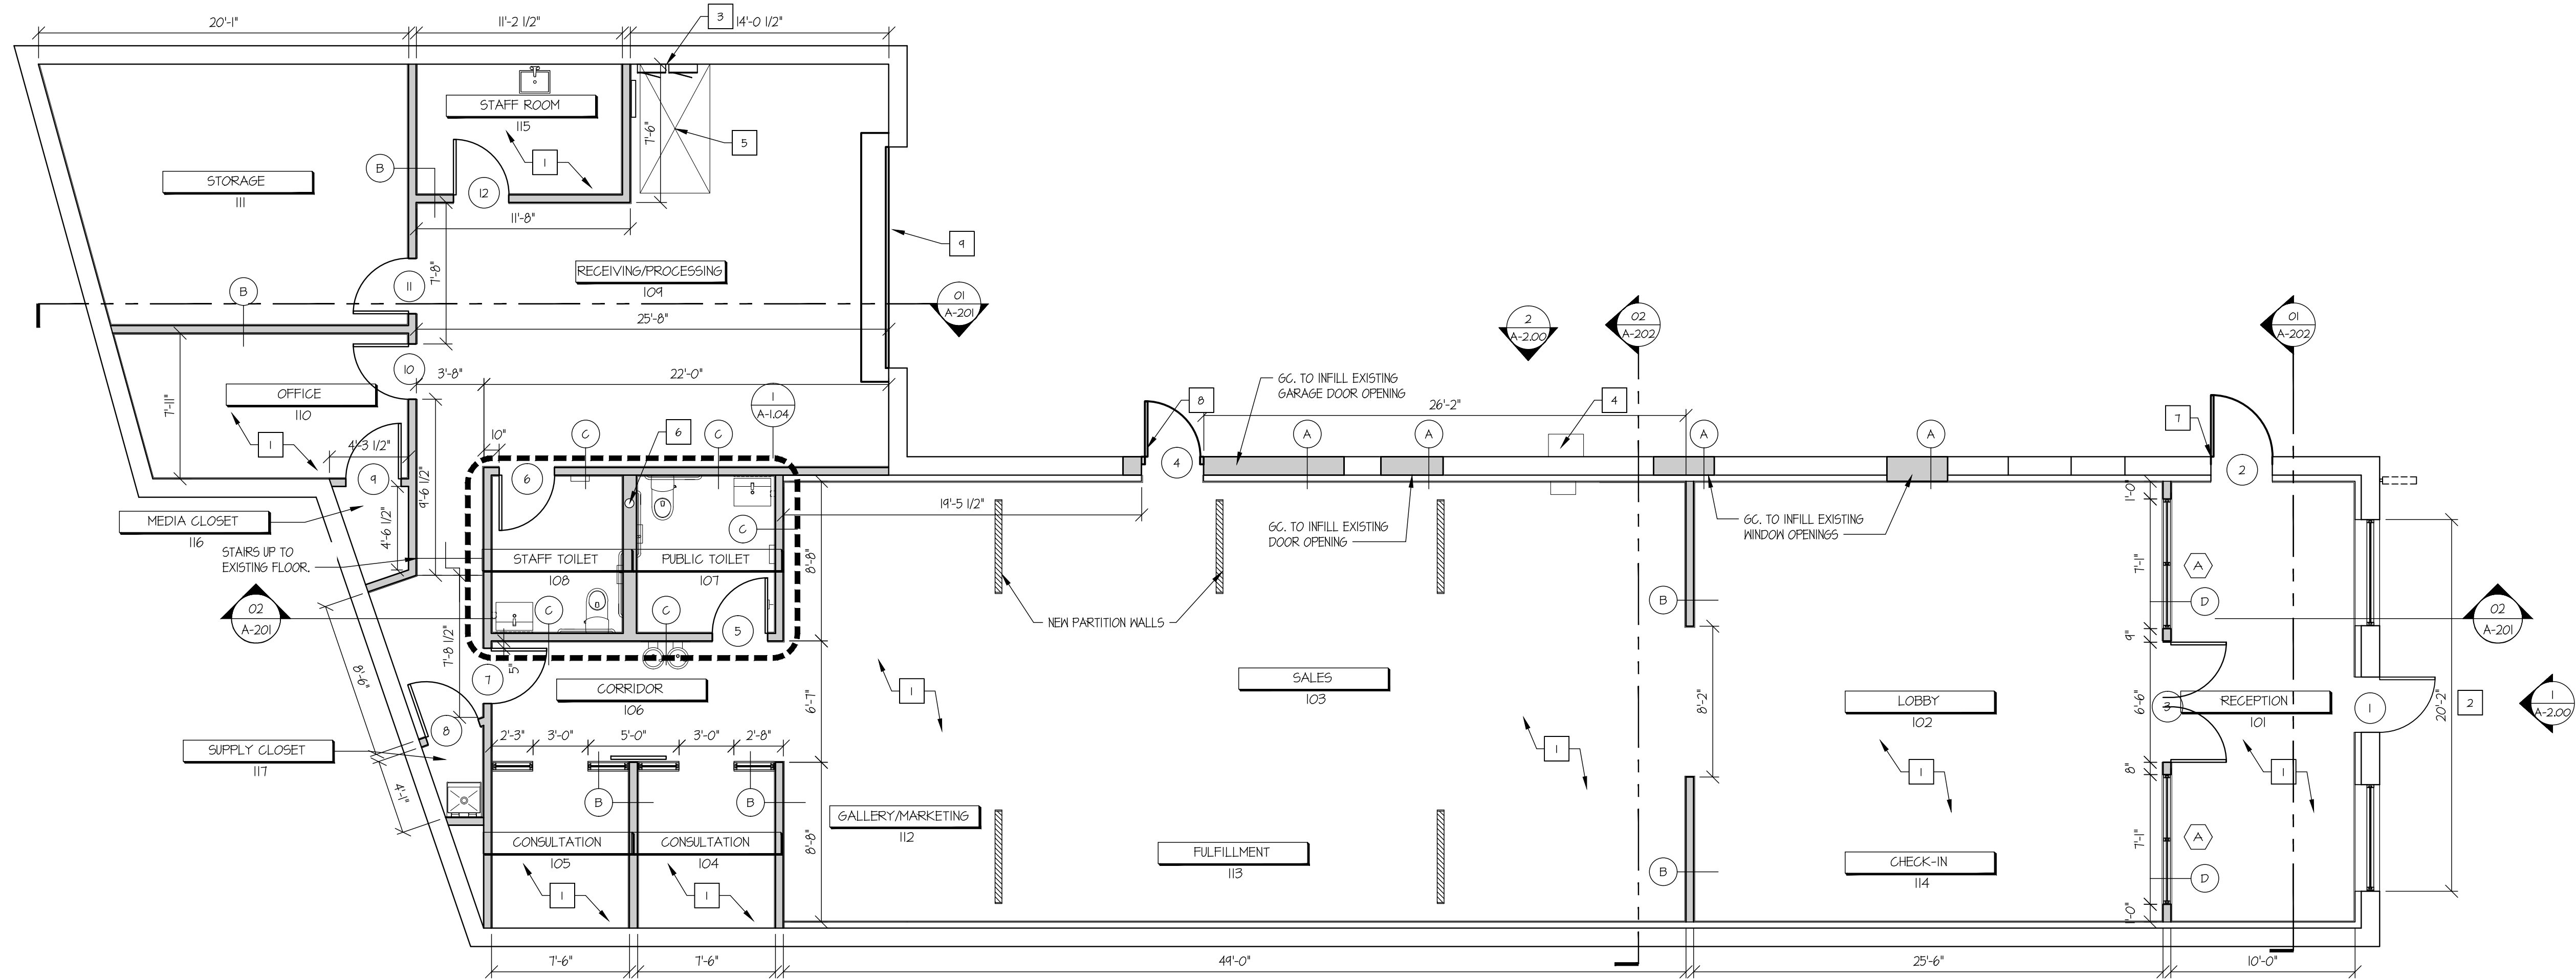 20'-1"
11'-2 1/2"
3
14'-0 1/2"
STAFF ROOM
115
1
12
7'-6"
5
B
STORAGE
111
11'-8"
9
RECEIVING/PROCESSING
109
11
7'-8"
B
01
A-201
25'-8"
2
A-2.00
02
A-202
01
A-202
10
3'-8"
22'-0"
OFFICE
110
7'-11"
1
4'-3 1/2"
1
A-1.04
GC. TO INFILL EXISTING
GARAGE DOOR OPENING
8
26'-2"
4
7
10"
C
6
C
A
A
A
A
4
2
9
6
9'-6 1/2"
19'-5 1/2"
1'-0"
MEDIA CLOSET
116
4'-6 1/2"
C
GC. TO INFILL EXISTING
DOOR OPENING
GC. TO INFILL EXISTING
WINDOW OPENINGS
STAIRS UP TO
EXISTING FLOOR.
STAFF TOILET
108
PUBLIC TOILET
107
8'-8"
7'-1"
A
02
A-201
C
C
5
NEW PARTITION WALLS
B
D
02
A-201
9"
7'-8 1/2"
5"
8'-6"
7
CORRIDOR
106
6'-7"
1
SALES
103
8'-2"
LOBBY
102
6'-6"
3
RECEPTION
101
1
20'-2"
2
1
A-2.00
8
SUPPLY CLOSET
117
2'-3"
3'-0"
5'-0"
3'-0"
2'-8"
1
1
1
8"
4'-1"
B
B
GALLERY/MARKETING
112
CONSULTATION
105
CONSULTATION
104
8'-8"
FULFILLMENT
113
B
CHECK-IN
114
7'-1"
A
D
1
1
1'-0"
7'-6"
7'-6"
49'-0"
25'-6"
10'-0"